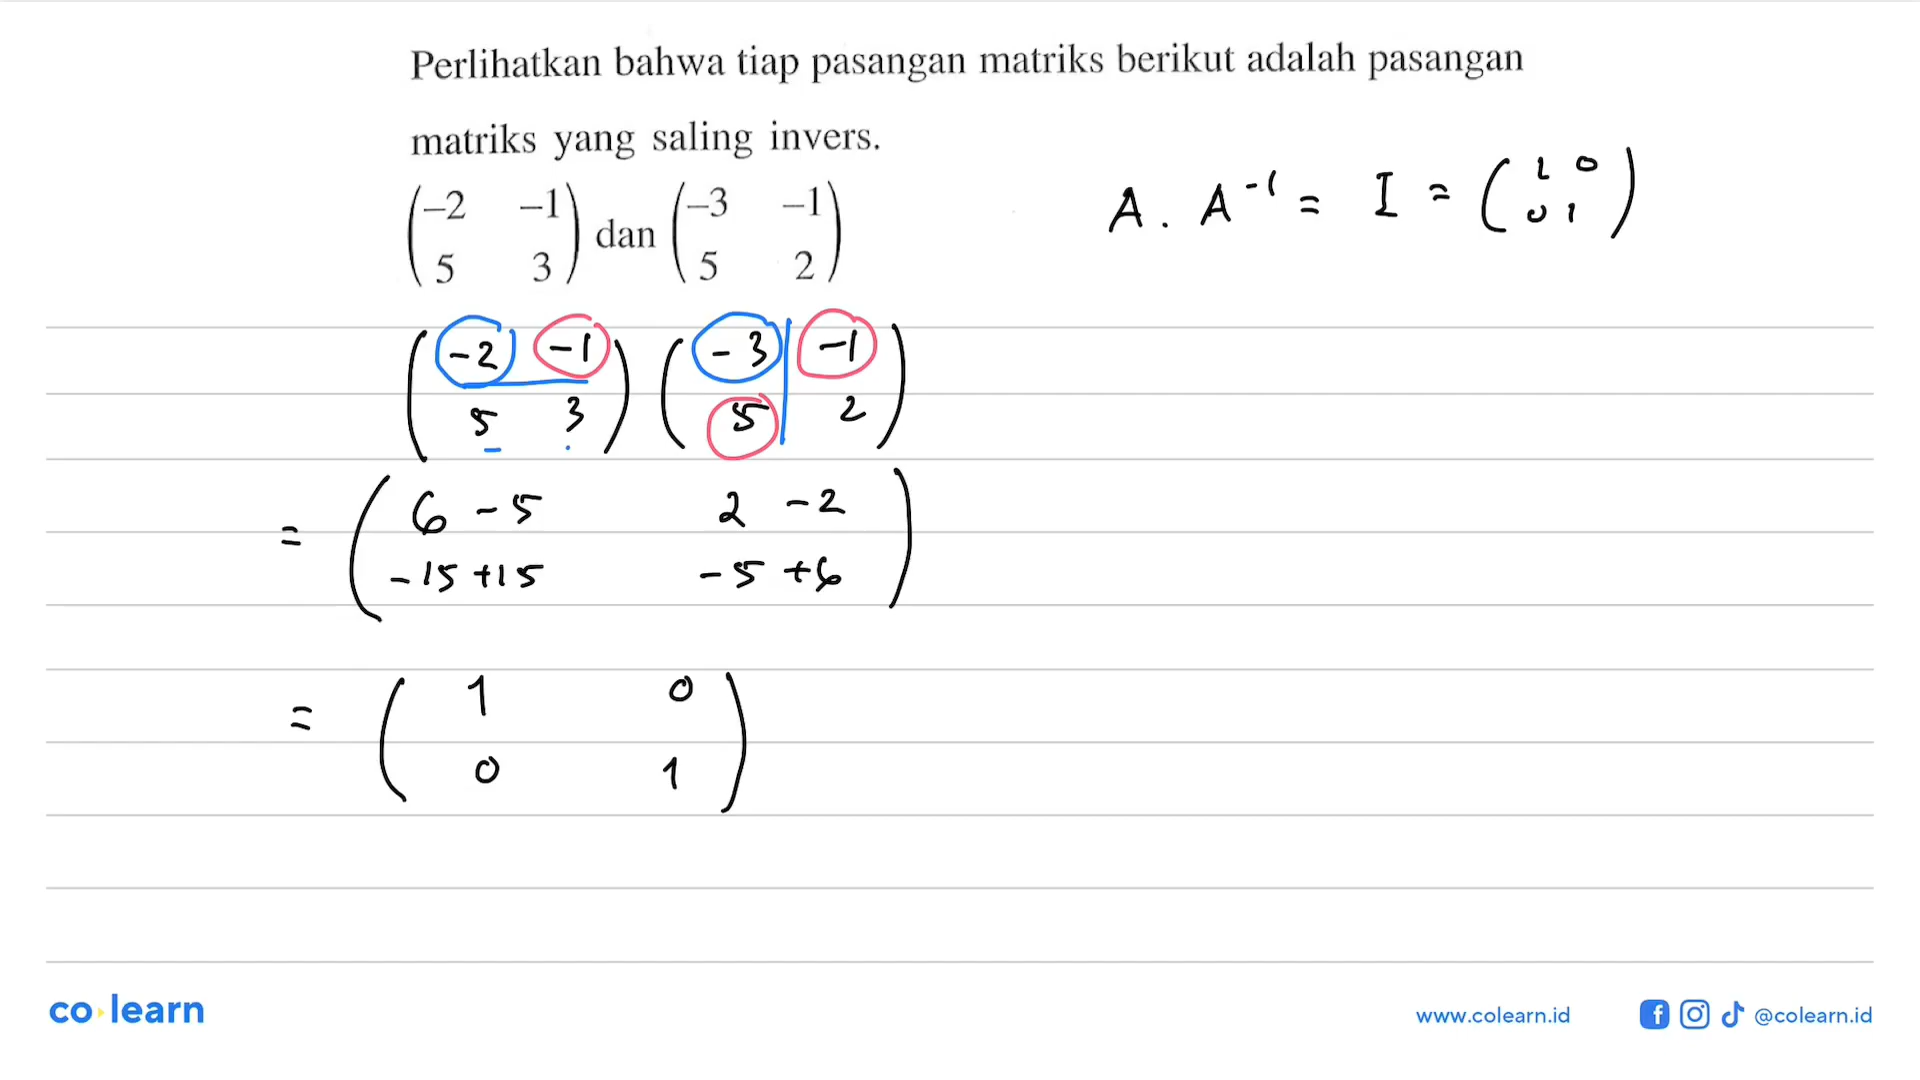 Perlihatkan bahwa tiap pasangan matriks berikut adalah pasangan
matriks yang saling invers.
(-2 -1) dan (-3 -1)
(5 3) (5 2)
A . A^-1 = I = (1 0)
(0 1)
(-2 -1) (-3 -1)
(5 3) (5 2)
= (6 -5 2 -2)
(-15 +15 -5 +6)
= (1 0)
(0 1)
co learn
www.colearn.id
@colearn.id